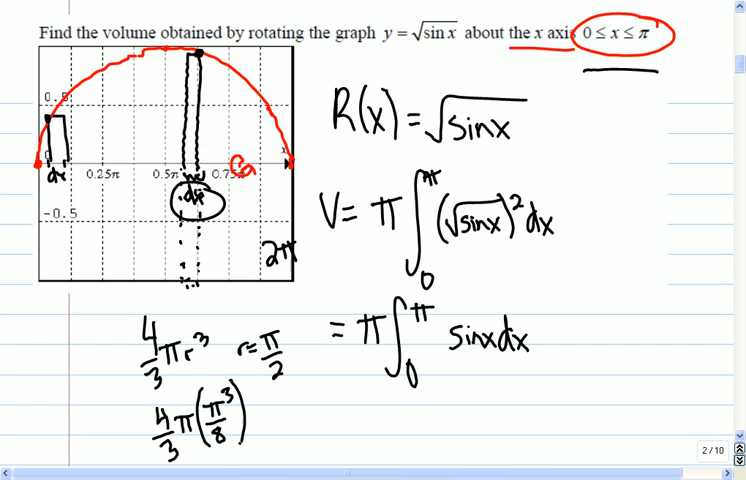 Find the volume obtained by rotating the graph y = √sin x about the x axis 0 ≤ x ≤ π
0.5
R(x) = √sinx
x
dx
0.25π 0.5π 0.75π
dx
-0.5
V = π ∫₀^π (√sinx)² dx
2π
4/3 πr³ r = π/2
= π ∫₀^π sinx dx
4/3 π(π³/8)
2 / 10